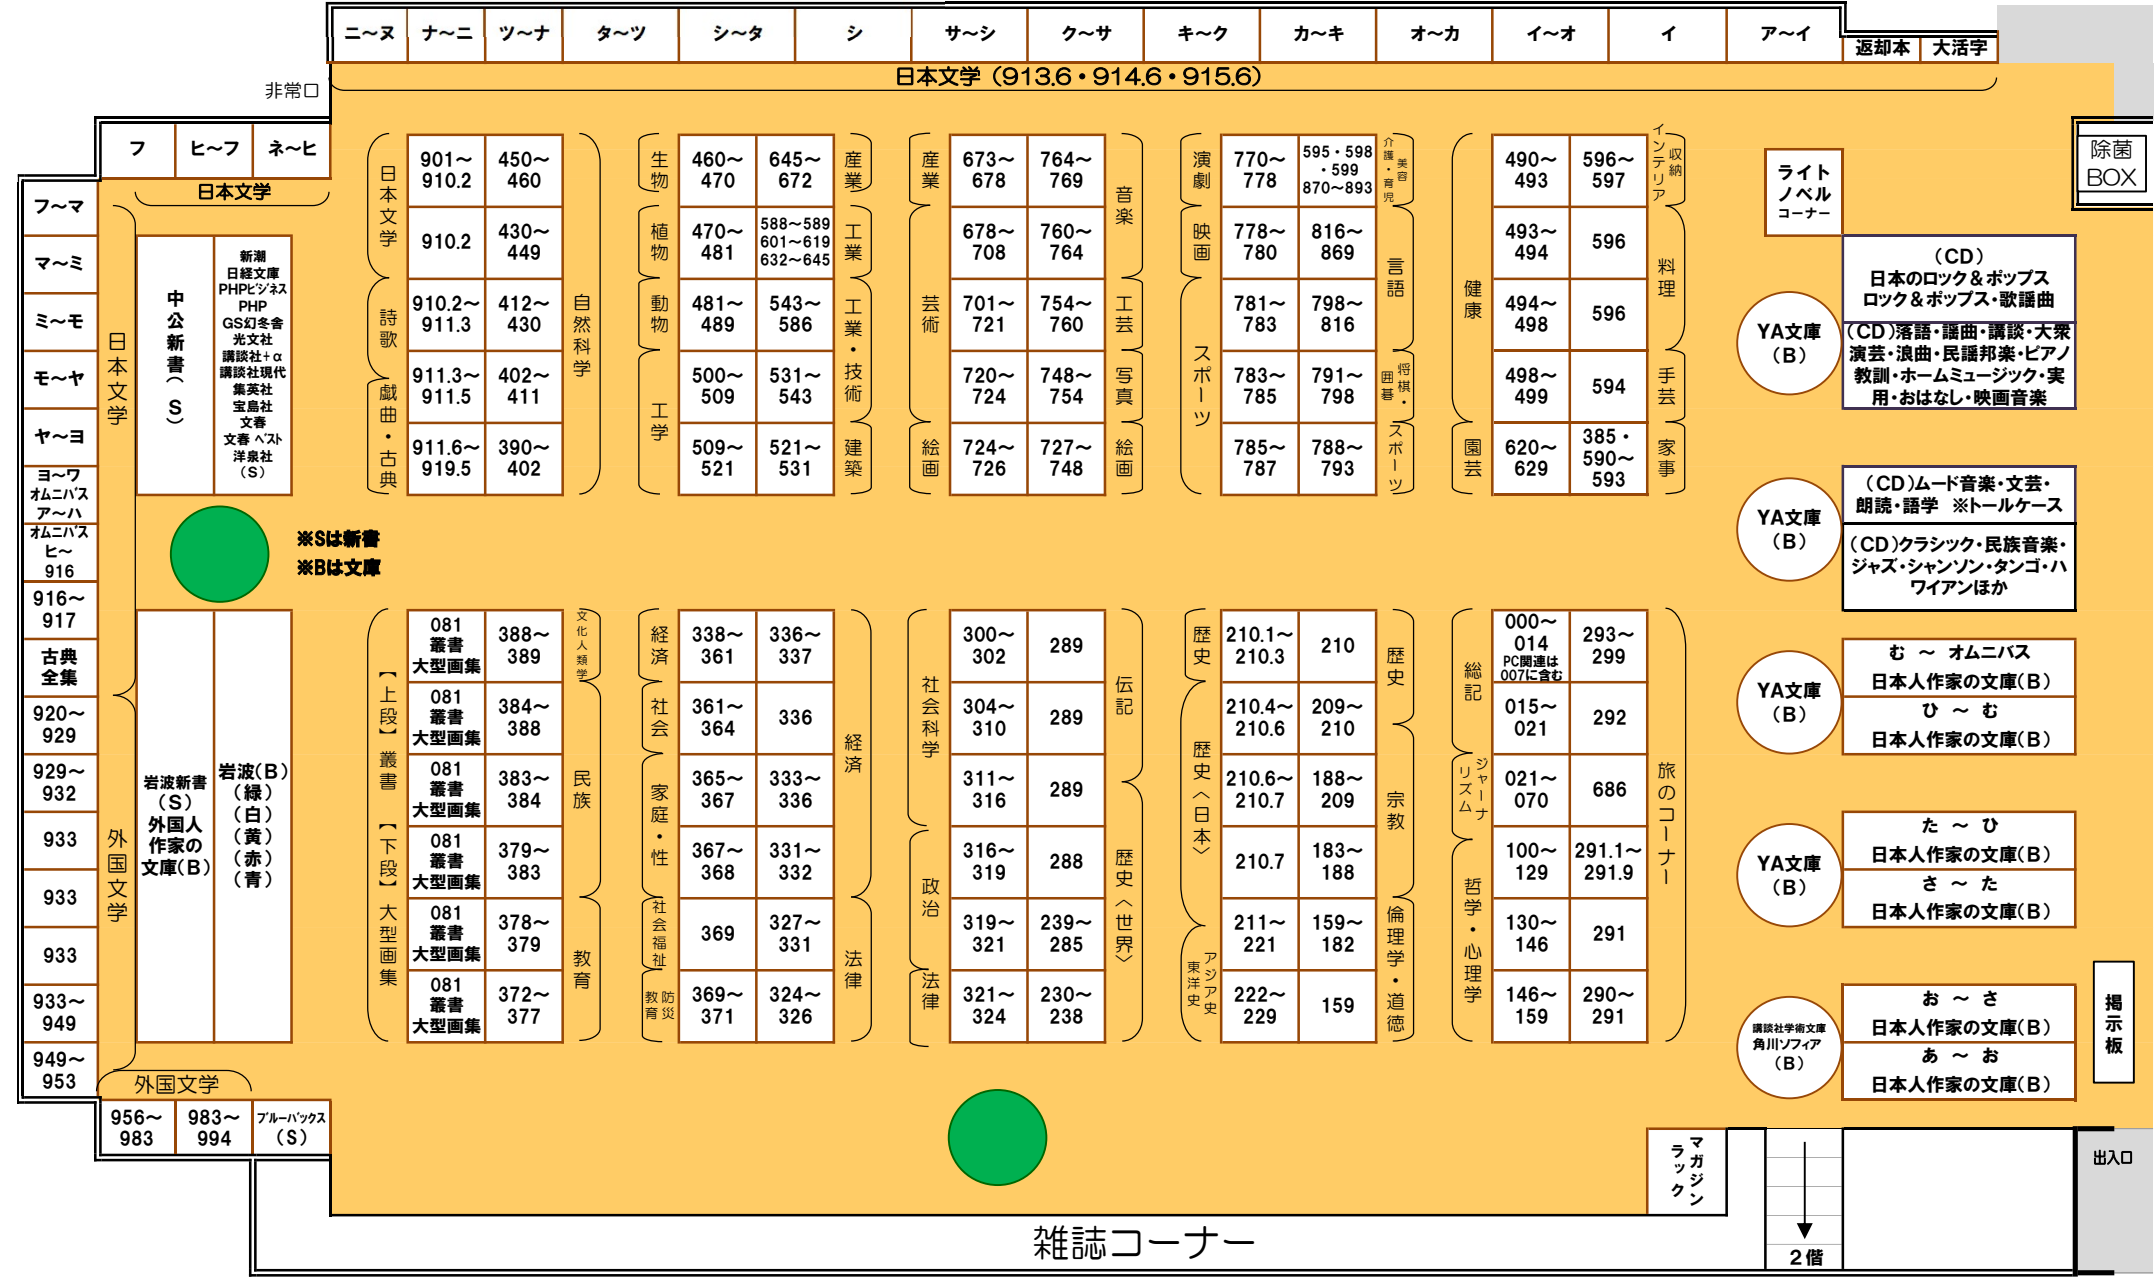 ニ～ヌ
ナ～ニ
ツ～ナ
タ～ツ
シ～タ
シ
サ～シ
ク～サ
キ～ク
カ～キ
オ～カ
イ～オ
イ
ア～イ
返却本
大活字
日本文学（913.6・914.6・915.6）
非常口
フ
ヒ～フ
ネ～ヒ
日本文学
フ～マ
マ～ミ
ミ～モ
モ～ヤ
ヤ～ヨ
ヨ～ワ
オムニバス
ア～ハ
オムニバス
ヒ～
916
916～
917
古典
全集
920～
929
929～
932
933
933
933
933～
949
949～
953
日本文学
外国文学
外国文学
956～
983
983～
994
ブルーバックス
（S）
中公新書（S）
新潮
日経文庫
PHPビジネス
PHP
GS幻冬舎
光文社
講談社+α
講談社現代
集英社
宝島社
文春
文春 ベスト
洋泉社
（S）
※Sは新書
※Bは文庫
岩波新書
（S）
外国人
作家の
文庫(B)
岩波(B)
（緑）
（白）
（黄）
（赤）
（青）
日本文学
詩歌
戯曲・古典
901～
910.2
450～
460
910.2
430～
449
910.2～
911.3
412～
430
911.3～
911.5
402～
411
911.6～
919.5
390～
402
自然科学
生物
植物
動物
工学
460～
470
645～
672
470～
481
588～589
601～619
632～645
481～
489
543～
586
500～
509
531～
543
509～
521
521～
531
産業
工業
工業・技術
建築
産業
芸術
絵画
673～
678
764～
769
678～
708
760～
764
701～
721
754～
760
720～
724
748～
754
724～
726
727～
748
音楽
工芸
写真
絵画
演劇
映画
スポーツ
770～
778
595・598
・599
870～893
778～
780
816～
869
781～
783
798～
816
783～
785
791～
798
785～
787
788～
793
介護・育児
美容
言語
囲碁
将棋・
スポーツ
健康
園芸
490～
493
596～
597
493～
494
596
494～
498
596
498～
499
594
620～
629
385・
590～
593
インテリア
収納
料理
手芸
家事
ライト
ノベル
コーナー
除菌
BOX
（CD）
日本のロック＆ポップス
ロック＆ポップス・歌謡曲
（CD)落語・謡曲・講談・大衆
演芸・浪曲・民謡邦楽・ピアノ
教訓・ホームミュージック・実
用・おはなし・映画音楽
YA文庫
（B）
（CD)ムード音楽・文芸・
朗読・語学　※トールケース
（CD)クラシック・民族音楽・
ジャズ・シャンソン・タンゴ・ハ
ワイアンほか
YA文庫
（B）
【上段】叢書　【下段】大型画集
081
叢書
大型画集
388～
389
081
叢書
大型画集
384～
388
081
叢書
大型画集
383～
384
081
叢書
大型画集
379～
383
081
叢書
大型画集
378～
379
081
叢書
大型画集
372～
377
文化人類学
民族
教育
経済
社会
家庭・性
社会福祉
教育
防災
338～
361
336～
337
361～
364
336
365～
367
333～
336
367～
368
331～
332
369
327～
331
369～
371
324～
326
経済
法律
社会科学
政治
法律
300～
302
289
304～
310
289
311～
316
289
316～
319
288
319～
321
239～
285
321～
324
230～
238
伝記
歴史〈世界〉
歴史
歴史〈日本〉
東洋史
アジア史
210.1～
210.3
210
210.4～
210.6
209～
210
210.6～
210.7
188～
209
210.7
183～
188
211～
221
159～
182
222～
229
159
歴史
宗教
倫理学・道徳
総記
ジャーナ
リズム
哲学・心理学
000～
014
PC関連は
007に含む
293～
299
015～
021
292
021～
070
686
100～
129
291.1～
291.9
130～
146
291
146～
159
290～
291
旅のコーナー
YA文庫
（B）
む ～ オムニバス
日本人作家の文庫(B)
ひ ～ む
日本人作家の文庫(B)
YA文庫
（B）
た ～ ひ
日本人作家の文庫(B)
さ ～ た
日本人作家の文庫(B)
講談社学術文庫
角川ソフィア
（B）
お ～ さ
日本人作家の文庫(B)
あ ～ お
日本人作家の文庫(B)
掲示板
マガジン
ラック
2階
出入口
雑誌コーナー